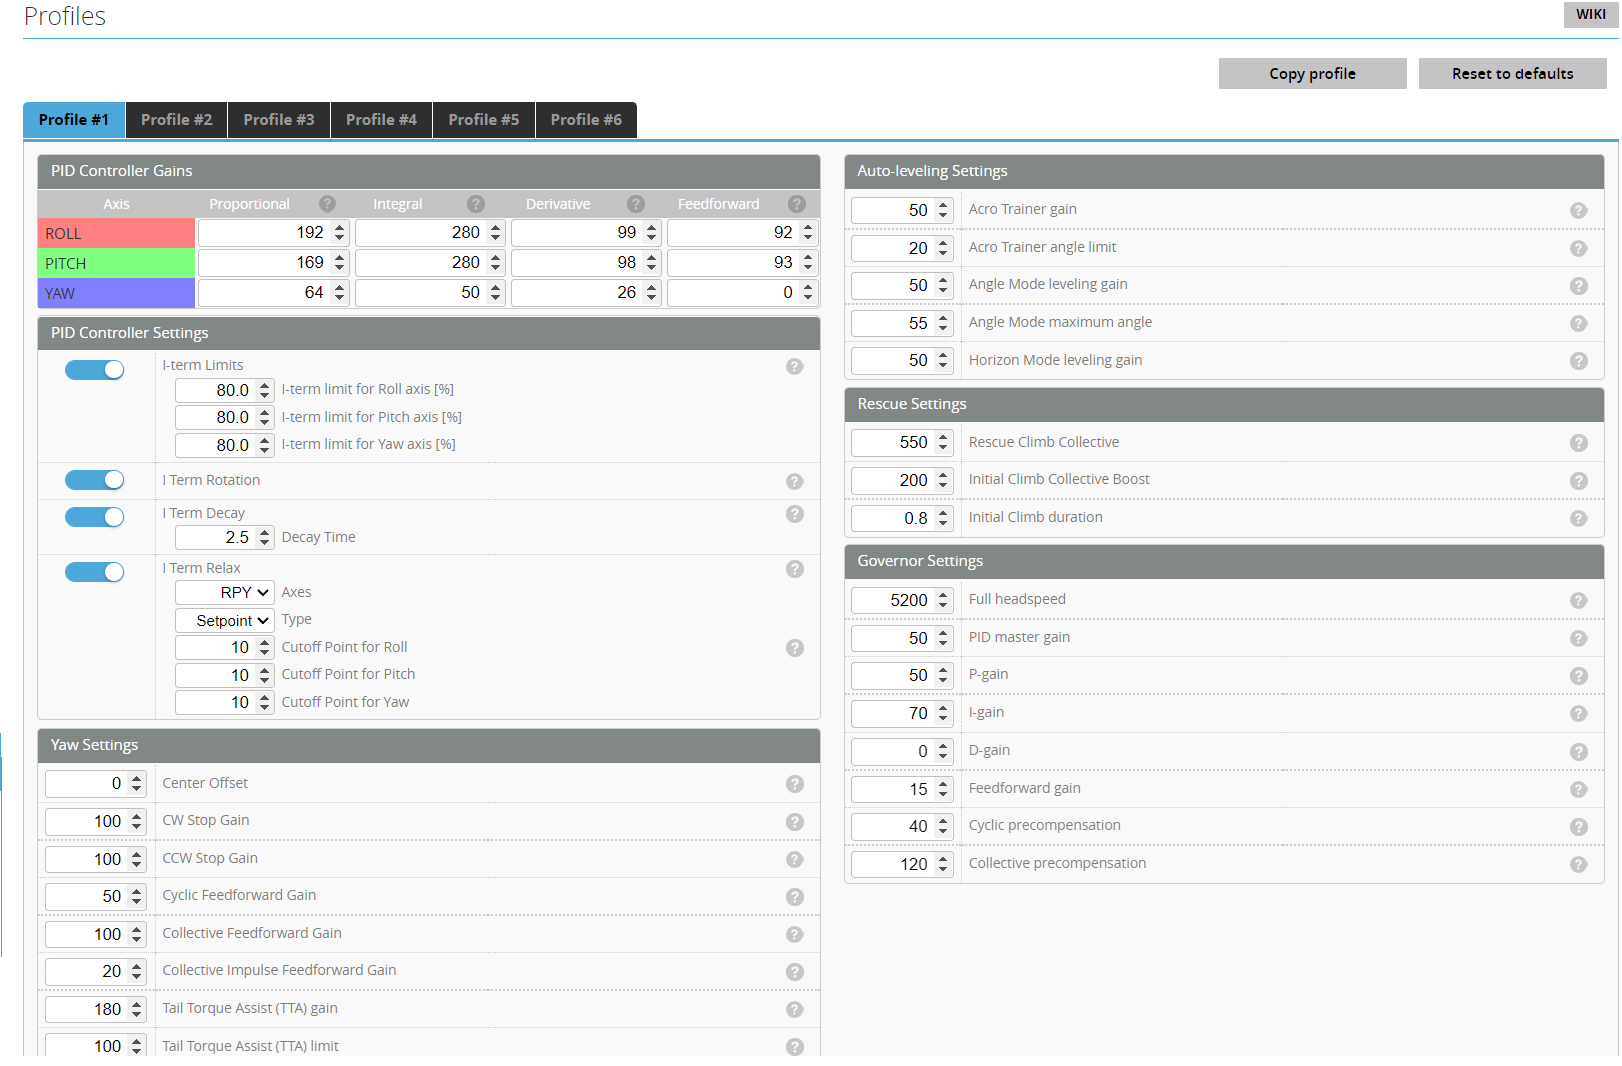 Profiles
WIKI
Copy profile
Reset to defaults
Profile #1
Profile #2
Profile #3
Profile #4
Profile #5
Profile #6
PID Controller Gains
Axis Proportional ? Integral ? Derivative ? Feedforward ?
ROLL 192 280 99 92
PITCH 169 280 98 93
YAW 64 50 26 0
PID Controller Settings
I-term Limits ?
80.0 I-term limit for Roll axis [%]
80.0 I-term limit for Pitch axis [%]
80.0 I-term limit for Yaw axis [%]
I Term Rotation ?
I Term Decay ?
2.5 Decay Time
I Term Relax ?
RPY Axes
Setpoint Type
10 Cutoff Point for Roll ?
10 Cutoff Point for Pitch
10 Cutoff Point for Yaw
Yaw Settings
0 Center Offset ?
100 CW Stop Gain ?
100 CCW Stop Gain ?
50 Cyclic Feedforward Gain ?
100 Collective Feedforward Gain ?
20 Collective Impulse Feedforward Gain ?
180 Tail Torque Assist (TTA) gain ?
100 Tail Torque Assist (TTA) limit ?
Auto-leveling Settings
50 Acro Trainer gain ?
20 Acro Trainer angle limit ?
50 Angle Mode leveling gain ?
55 Angle Mode maximum angle ?
50 Horizon Mode leveling gain ?
Rescue Settings
550 Rescue Climb Collective ?
200 Initial Climb Collective Boost ?
0.8 Initial Climb duration ?
Governor Settings
5200 Full headspeed ?
50 PID master gain ?
50 P-gain ?
70 I-gain ?
0 D-gain ?
15 Feedforward gain ?
40 Cyclic precompensation ?
120 Collective precompensation ?